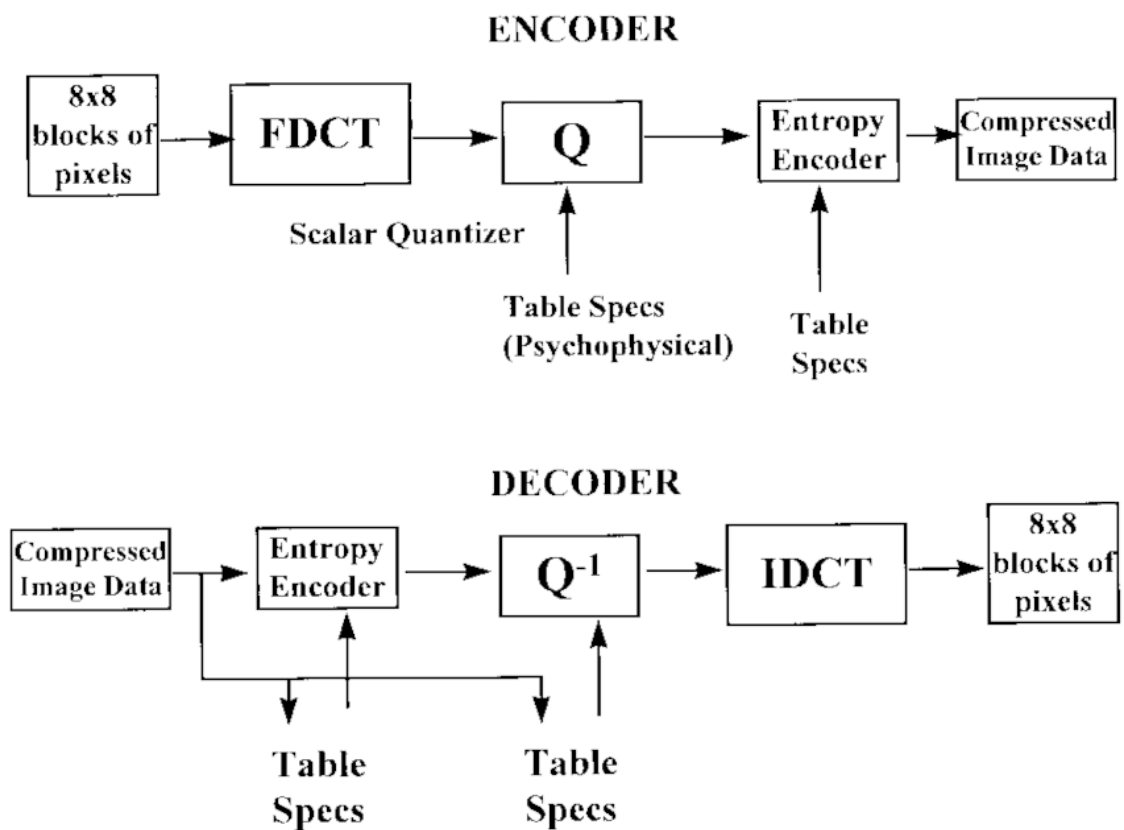 ENCODER
8x8
blocks of
pixels
FDCT
Q
Entropy
Encoder
Compressed
Image Data
Scalar Quantizer
Table Specs
(Psychophysical)
Table
Specs
DECODER
Compressed
Image Data
Entropy
Encoder
Q-1
IDCT
8x8
blocks of
pixels
Table
Specs
Table
Specs